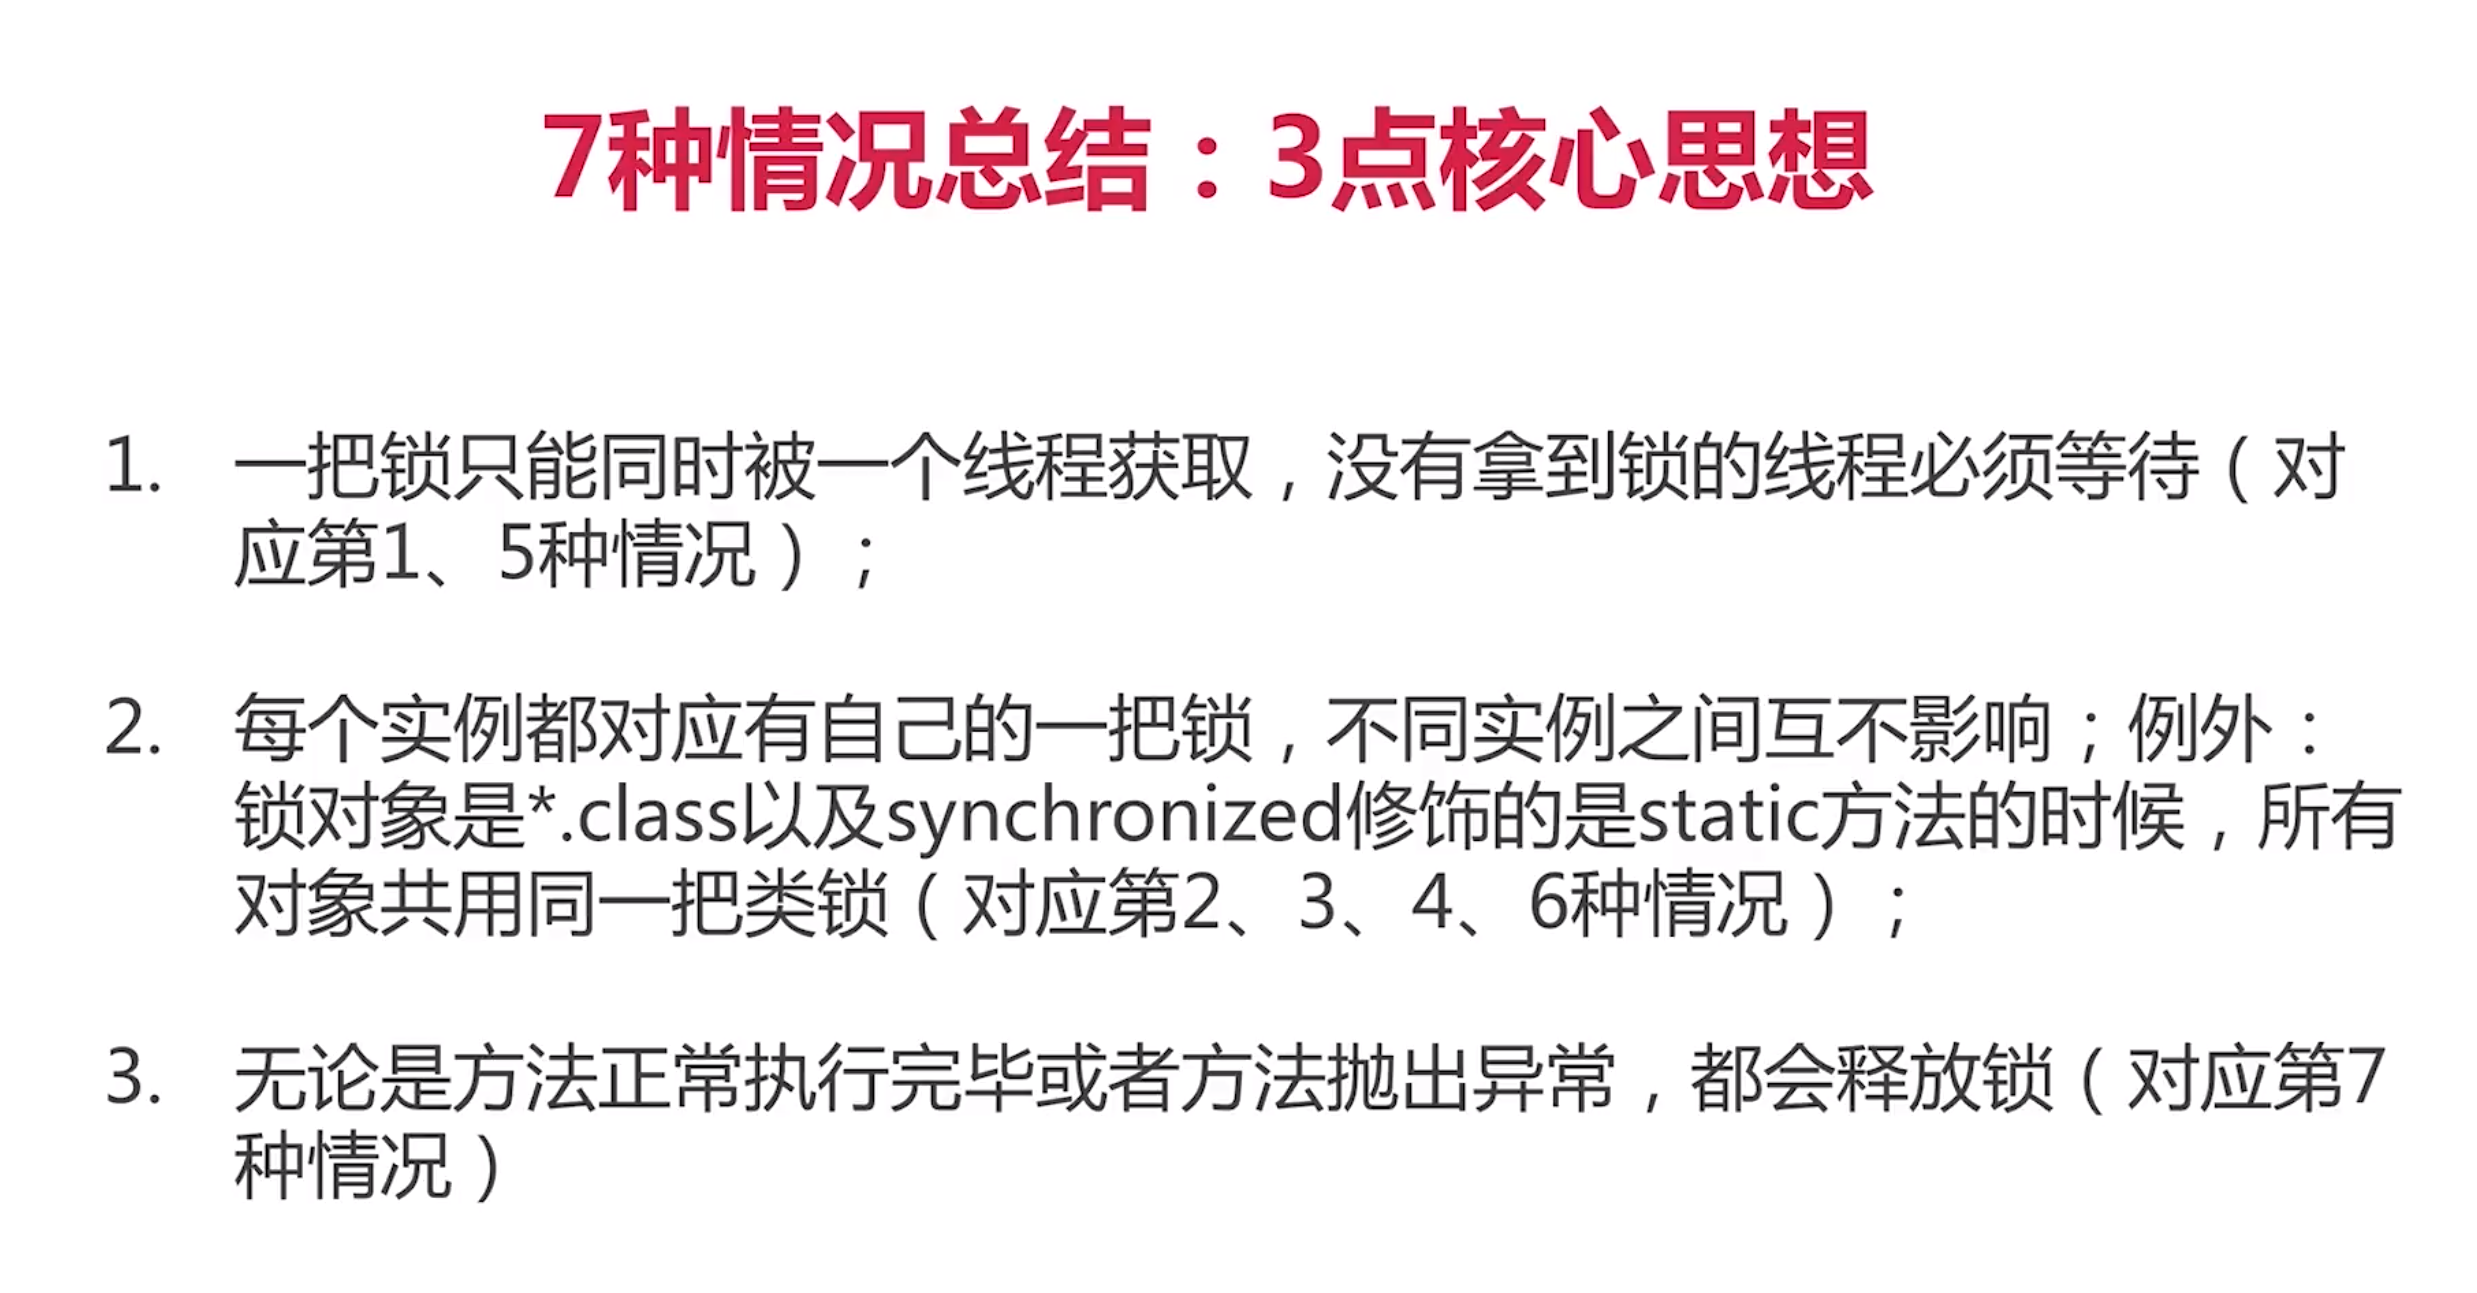 7种情况总结：3点核心思想
1. 一把锁只能同时被一个线程获取，没有拿到锁的线程必须等待（对
应第1、5种情况）；
2. 每个实例都对应有自己的一把锁，不同实例之间互不影响；例外：
锁对象是*.class以及synchronized修饰的是static方法的时候，所有
对象共用同一把类锁（对应第2、3、4、6种情况）；
3. 无论是方法正常执行完毕或者方法抛出异常，都会释放锁（对应第7
种情况）